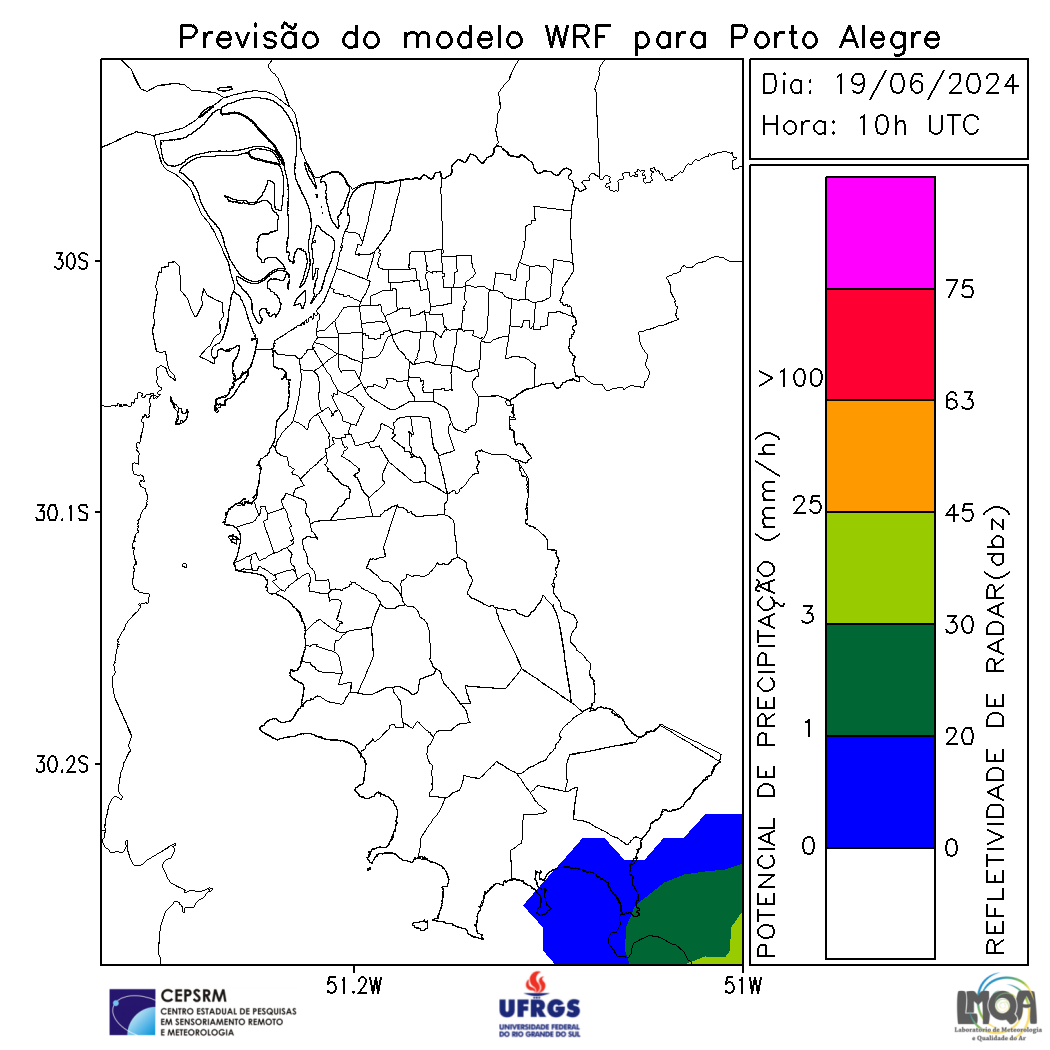 Previsão do modelo WRF para Porto Alegre
Dia: 19/06/2024
Hora: 10h UTC
30S
30.1S
30.2S
51.2W
51W
POTENCIAL DE PRECIPITAÇÃO (mm/h)
>100
25
3
1
0
75
63
45
30
20
0
REFLETIVIDADE DE RADAR(dbz)
CEPSRM
CENTRO ESTADUAL DE PESQUISAS
EM SENSORIAMENTO REMOTO
E METEOROLOGIA
UFRGS
UNIVERSIDADE FEDERAL
DO RIO GRANDE DO SUL
LMQA
Laboratório de Meteorologia
e Qualidade do Ar